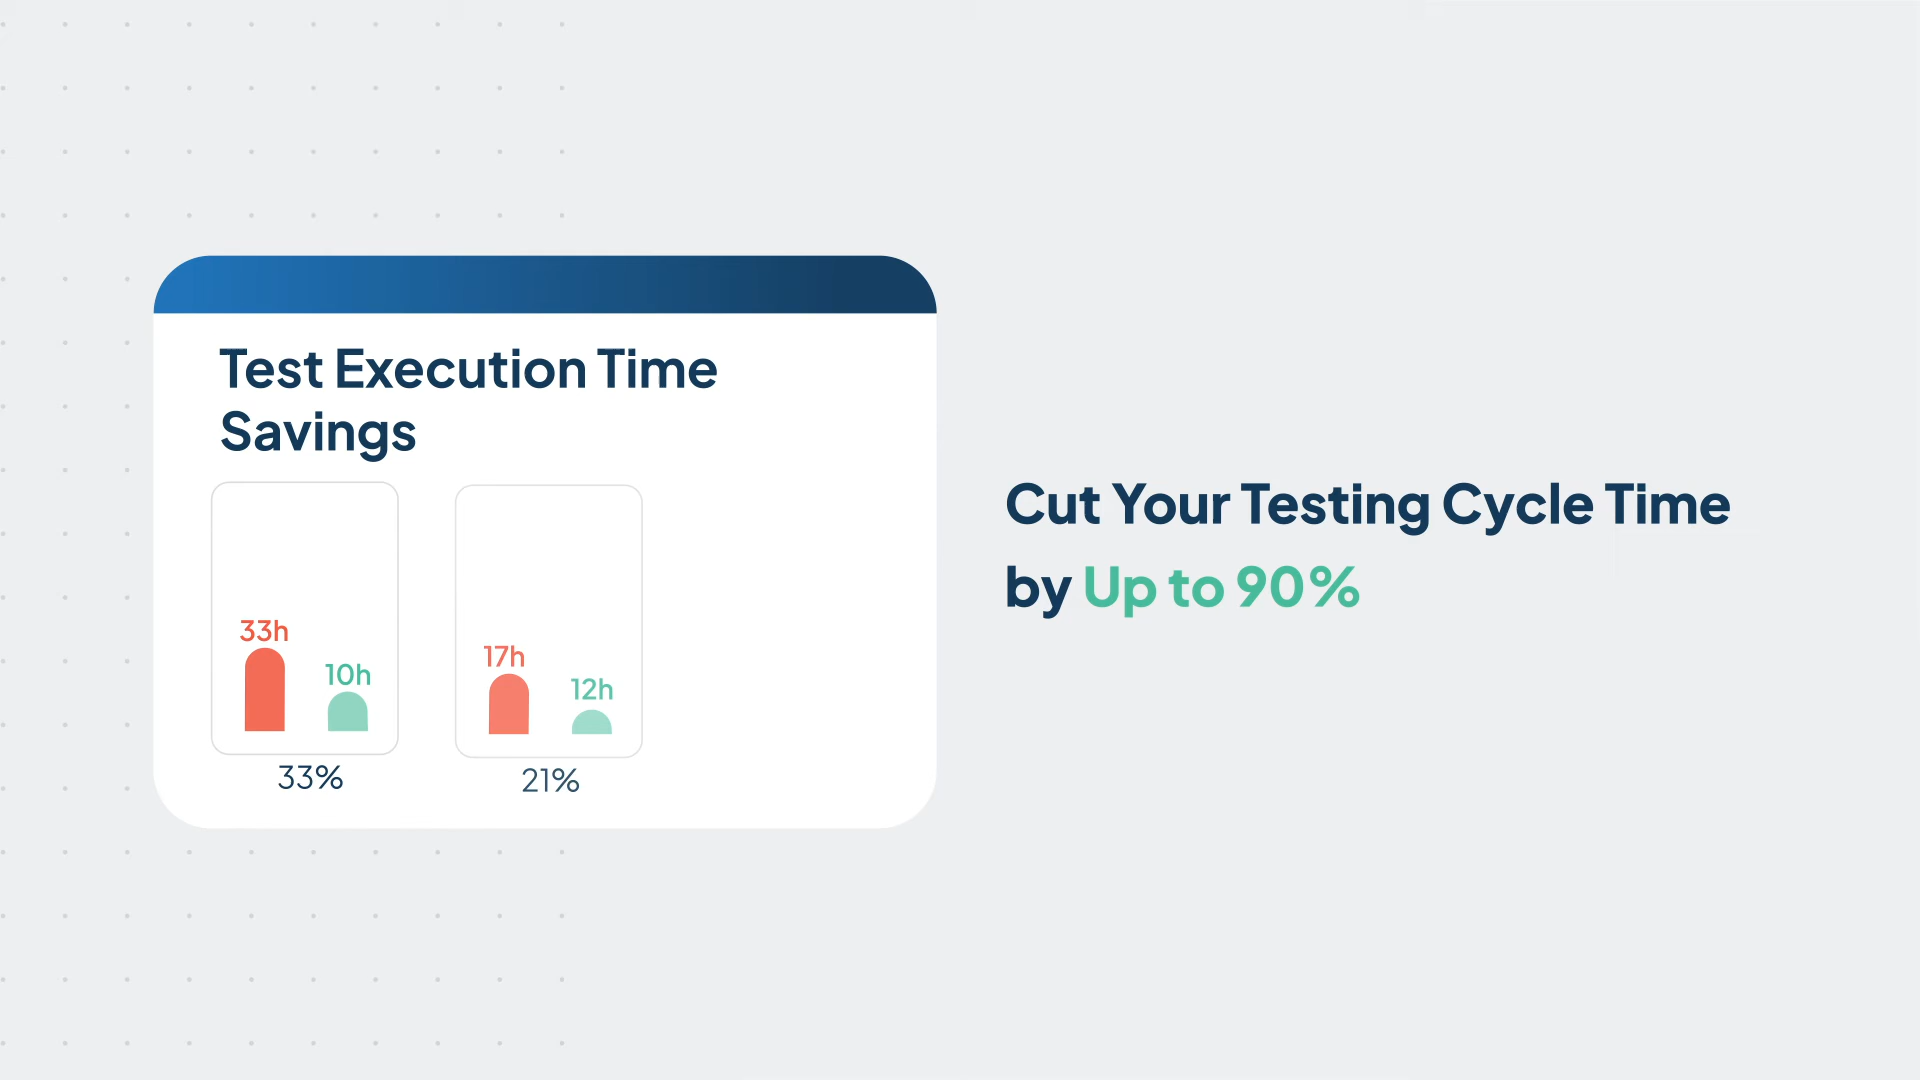 Test Execution Time
Savings
33h
10h
33%
17h
12h
21%
Cut Your Testing Cycle Time
by Up to 90%